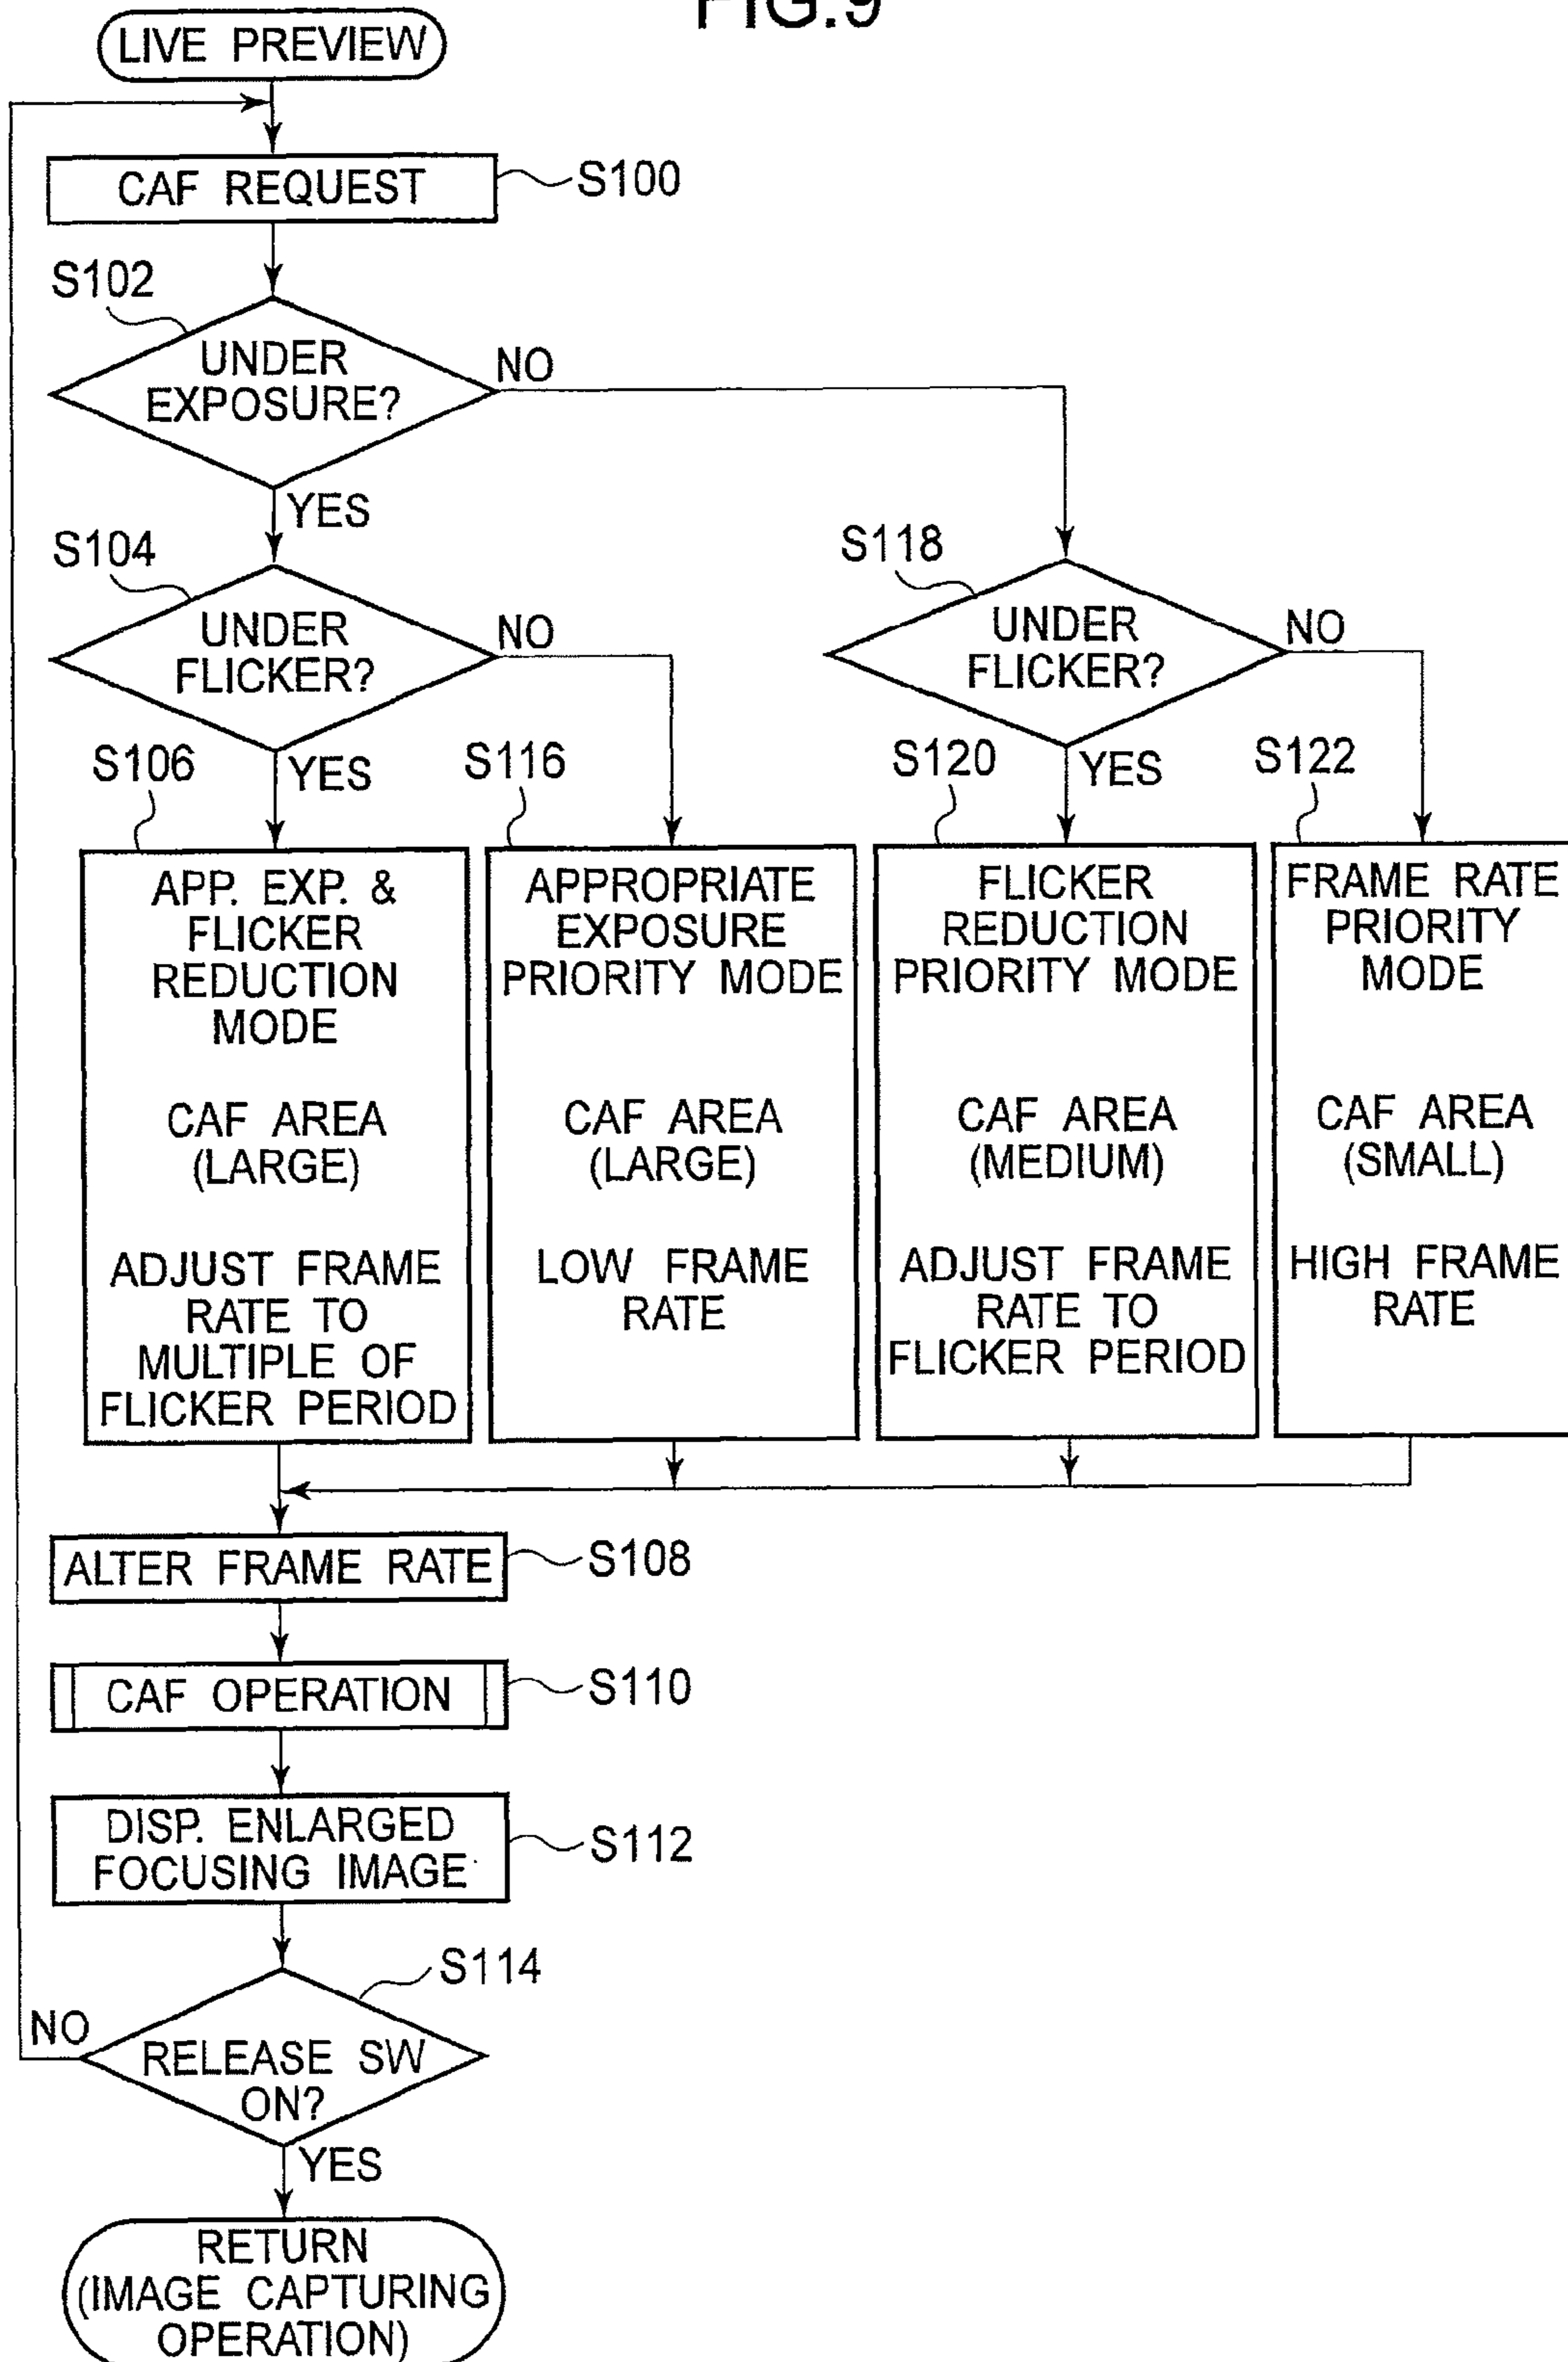 FIG.9
LIVE PREVIEW
CAF REQUEST
S100
S102
UNDER
EXPOSURE?
NO
YES
S104
UNDER
FLICKER?
NO
YES
S118
UNDER
FLICKER?
NO
YES
S106
APP. EXP. &
FLICKER
REDUCTION
MODE
CAF AREA
(LARGE)
ADJUST FRAME
RATE TO
MULTIPLE OF
FLICKER PERIOD
S116
APPROPRIATE
EXPOSURE
PRIORITY MODE
CAF AREA
(LARGE)
LOW FRAME
RATE
S120
FLICKER
REDUCTION
PRIORITY MODE
CAF AREA
(MEDIUM)
ADJUST FRAME
RATE TO
FLICKER PERIOD
S122
FRAME RATE
PRIORITY
MODE
CAF AREA
(SMALL)
HIGH FRAME
RATE
ALTER FRAME RATE
S108
CAF OPERATION
S110
DISP. ENLARGED
FOCUSING IMAGE
S112
S114
RELEASE SW
ON?
NO
YES
RETURN
(IMAGE CAPTURING
OPERATION)